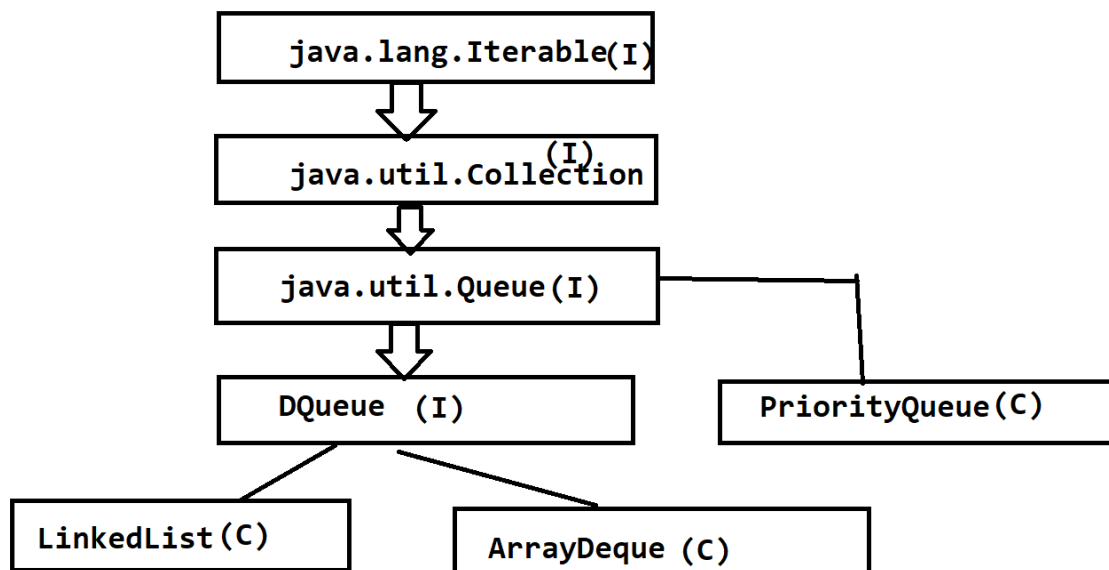 java.lang.Iterable(I)
java.util.Collection (I)
java.util.Queue(I)
DQueue (I)
PriorityQueue(C)
LinkedList(C)
ArrayDeque (C)